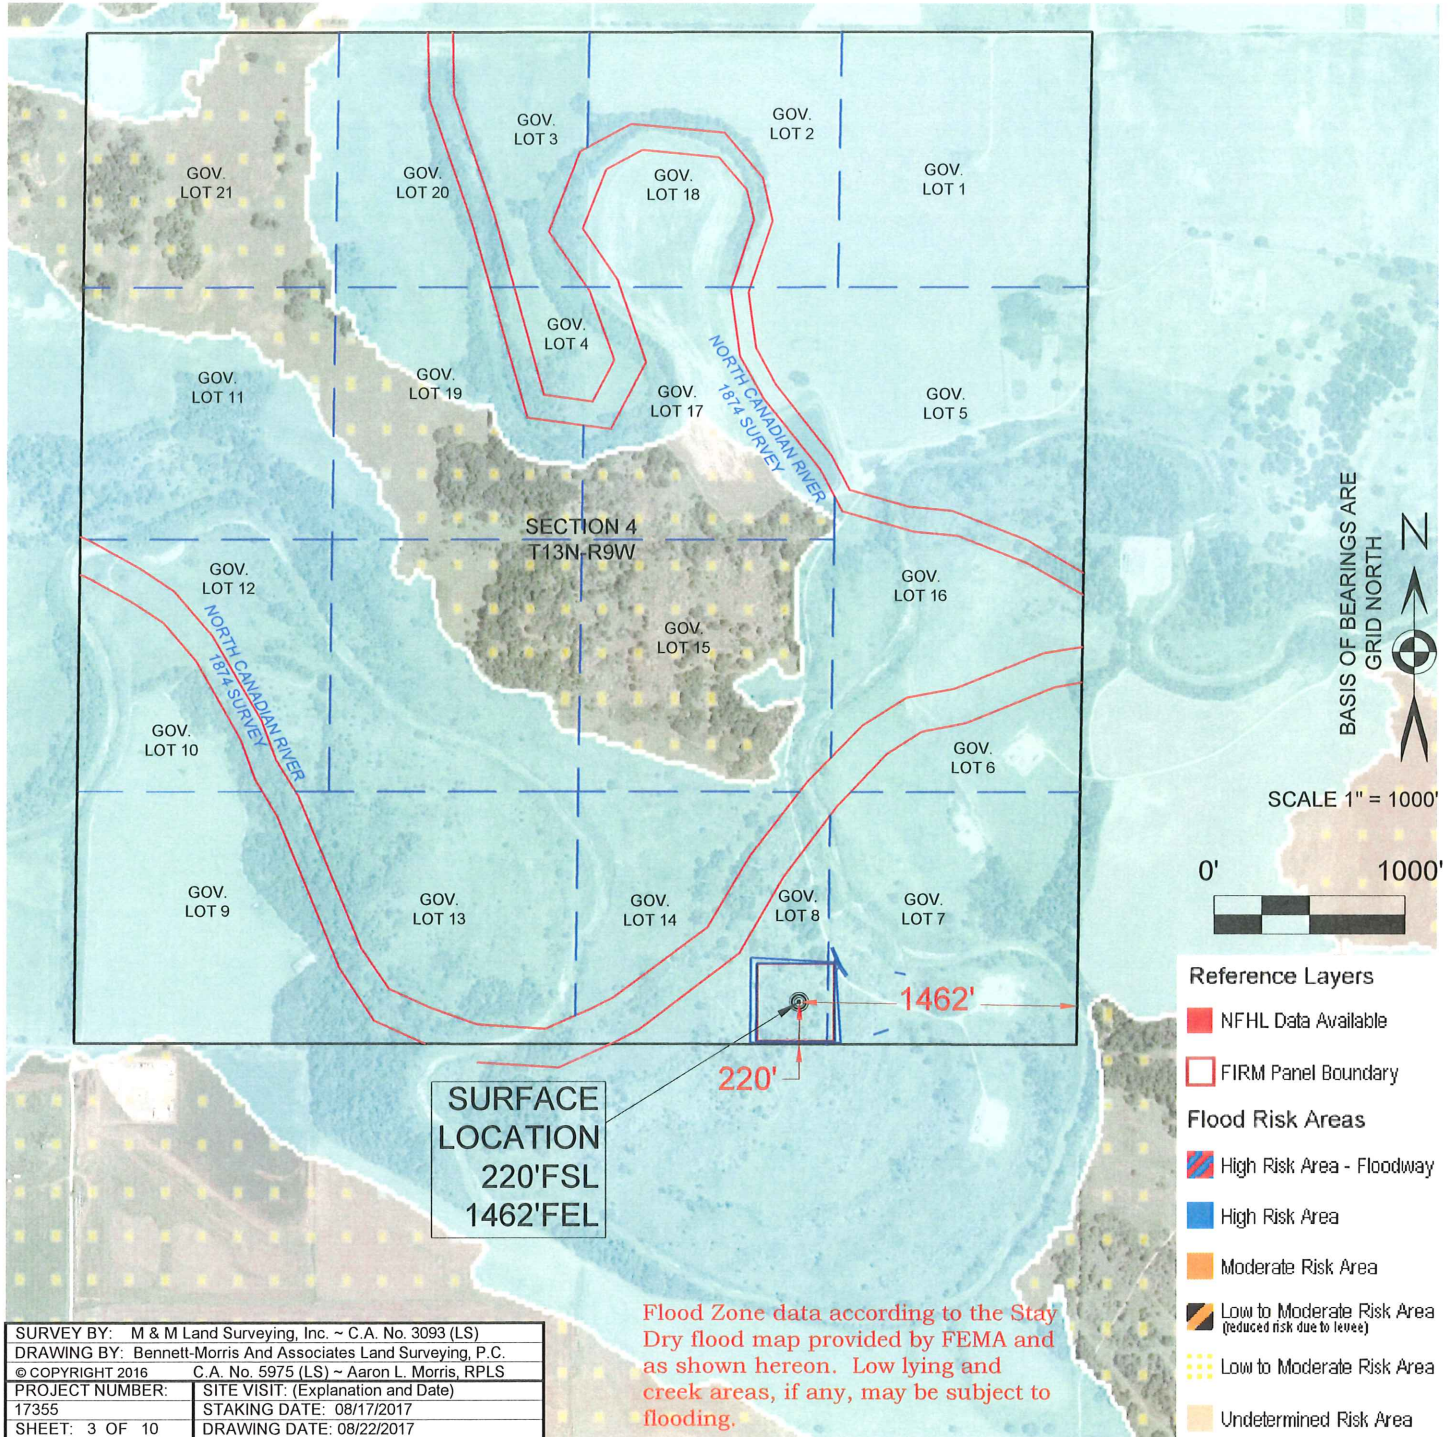 GOV.
LOT 3
GOV.
LOT 2
GOV.
LOT 21
GOV.
LOT 20
GOV.
LOT 18
GOV.
LOT 1
GOV.
LOT 4
GOV.
LOT 11
GOV.
LOT 19
GOV.
LOT 17
NORTH CANADIAN RIVER
1874 SURVEY
GOV.
LOT 5
SECTION 4
T13N-R9W
GOV.
LOT 12
GOV.
LOT 16
GOV.
LOT 15
NORTH CANADIAN RIVER
1874 SURVEY
GOV.
LOT 10
GOV.
LOT 6
GOV.
LOT 9
GOV.
LOT 13
GOV.
LOT 14
GOV.
LOT 8
GOV.
LOT 7
1462'
220'
SURFACE
LOCATION
220'FSL
1462'FEL
BASIS OF BEARINGS ARE
GRID NORTH
N
SCALE 1" = 1000'
0' 1000'
Reference Layers
NFHL Data Available
FIRM Panel Boundary
Flood Risk Areas
High Risk Area - Floodway
High Risk Area
Moderate Risk Area
Low to Moderate Risk Area
(reduced risk due to levee)
Low to Moderate Risk Area
Undetermined Risk Area
Flood Zone data according to the Stay
Dry flood map provided by FEMA and
as shown hereon. Low lying and
creek areas, if any, may be subject to
flooding.
SURVEY BY: M & M Land Surveying, Inc. ~ C.A. No. 3093 (LS)
DRAWING BY: Bennett-Morris And Associates Land Surveying, P.C.
© COPYRIGHT 2016 C.A. No. 5975 (LS) ~ Aaron L. Morris, RPLS
PROJECT NUMBER: SITE VISIT: (Explanation and Date)
17355 STAKING DATE: 08/17/2017
SHEET: 3 OF 10 DRAWING DATE: 08/22/2017